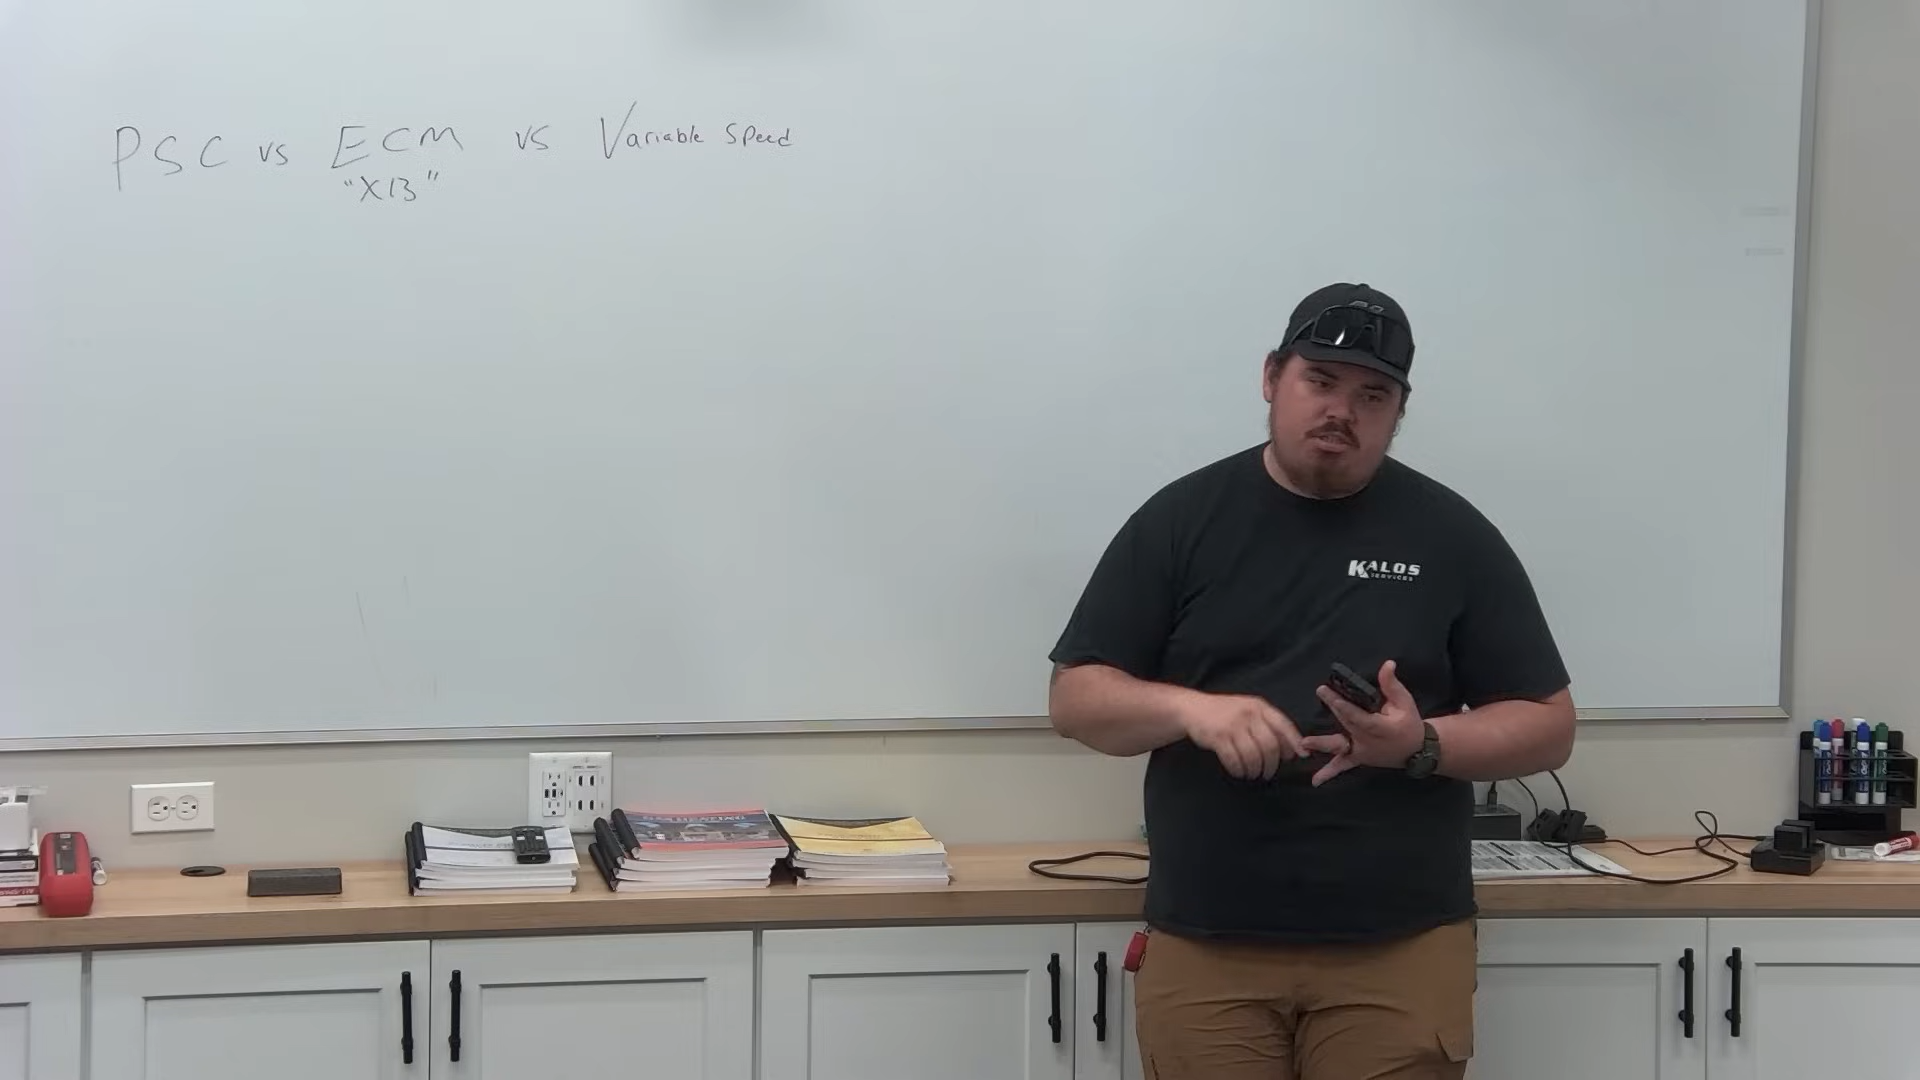 PSC vs ECM vs Variable Speed
"X13"
KALOS
SERVICES